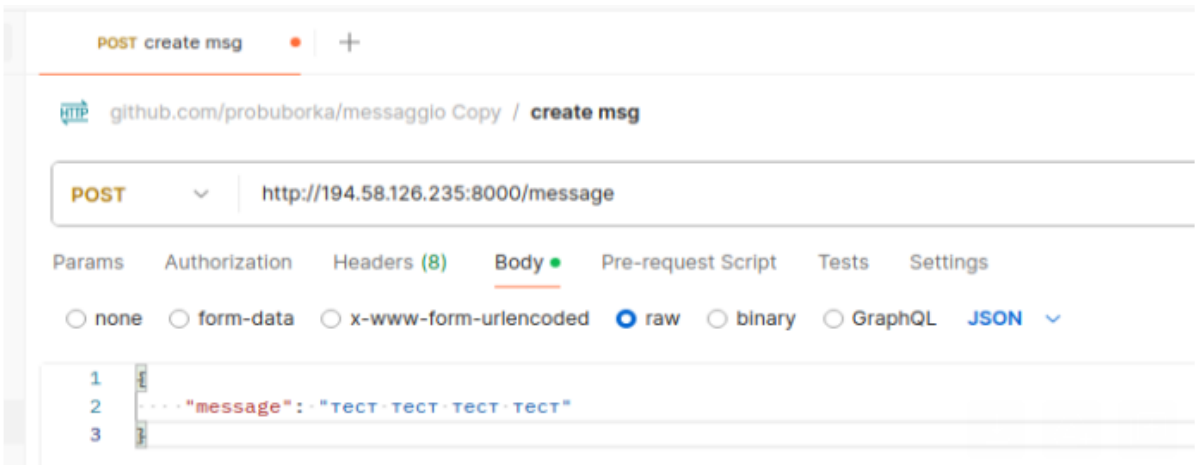 POST create msg
HTTP github.com/probuborka/messaggio Copy / create msg
POST http://194.58.126.235:8000/message
Params Authorization Headers (8) Body Pre-request Script Tests Settings
none form-data x-www-form-urlencoded raw binary GraphQL JSON
1 {
2 "message": "тест тест тест тест"
3 }